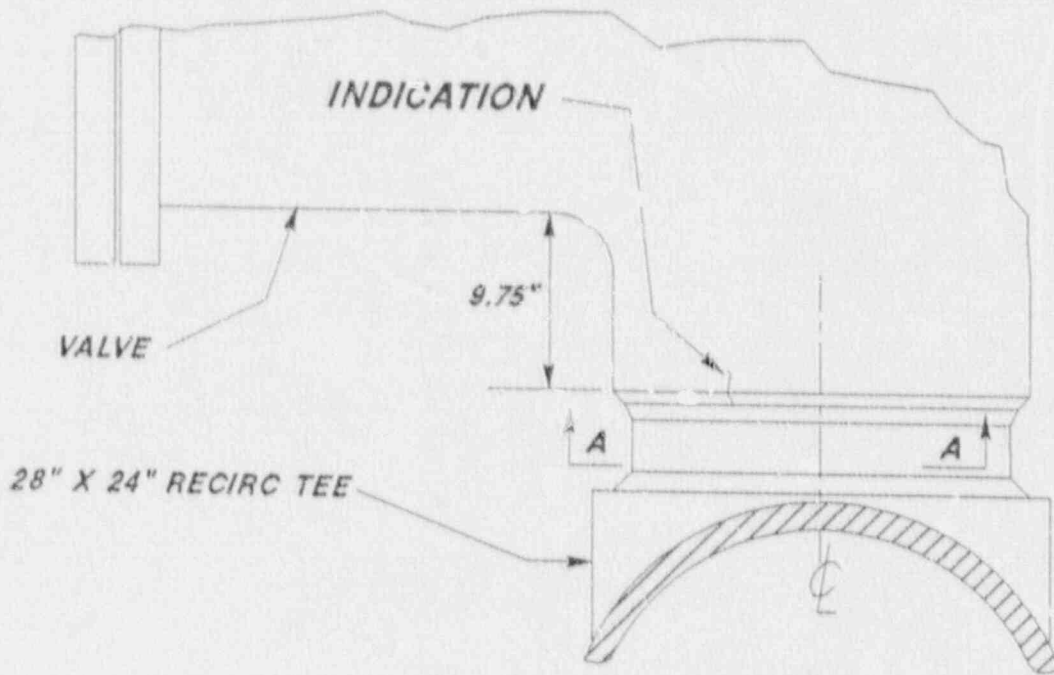 INDICATION
9.75"
VALVE
A A
28" X 24" RECIRC TEE
℄